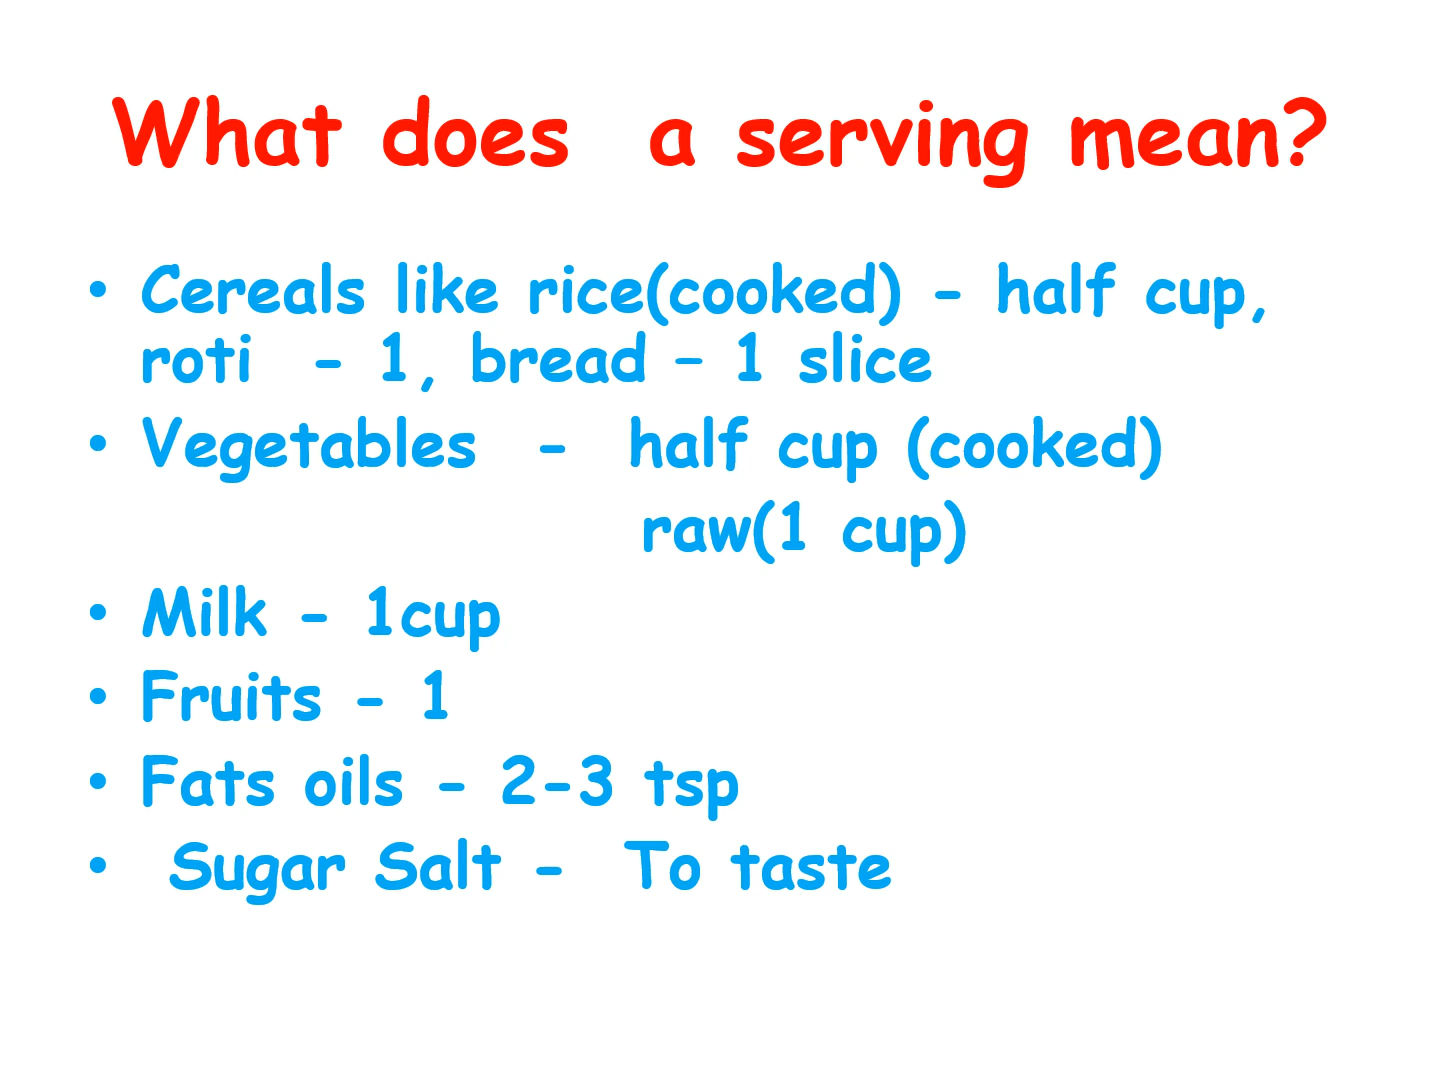 What does  a serving mean?
• Cereals like rice(cooked) - half cup,
roti  - 1, bread – 1 slice
• Vegetables  -  half cup (cooked)
raw(1 cup)
• Milk - 1cup
• Fruits - 1
• Fats oils - 2-3 tsp
•  Sugar Salt -  To taste